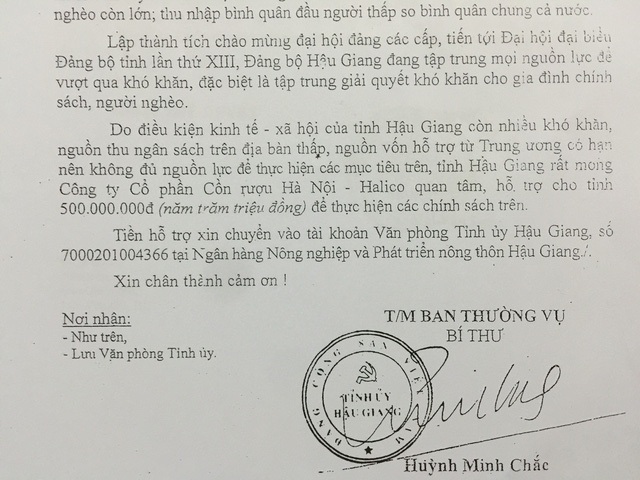 nghèo còn lớn; thu nhập bình quân đầu người thấp so bình quân chung cả nước.
Lập thành tích chào mừng đại hội đảng các cấp, tiến tới Đại hội đại biểu
Đảng bộ tỉnh lần thứ XIII, Đảng bộ Hậu Giang đang tập trung mọi nguồn lực để
vượt qua khó khăn, đặc biệt là tập trung giải quyết khó khăn cho gia đình chính
sách, người nghèo.
Do điều kiện kinh tế - xã hội của tỉnh Hậu Giang còn nhiều khó khăn,
nguồn thu ngân sách trên địa bàn thấp, nguồn vốn hỗ trợ từ Trung ương có hạn
nên không đủ nguồn lực để thực hiện các mục tiêu trên, tỉnh Hậu Giang rất mong
Công ty Cổ phần Cồn rượu Hà Nội - Halico quan tâm, hỗ trợ cho tỉnh
500.000.000đ (năm trăm triệu đồng) để thực hiện các chính sách trên.
Tiền hỗ trợ xin chuyển vào tài khoản Văn phòng Tỉnh ủy Hậu Giang, số
7000201004366 tại Ngân hàng Nông nghiệp và Phát triển nông thôn Hậu Giang./.
Xin chân thành cảm ơn !
Nơi nhận:
- Như trên,
- Lưu Văn phòng Tỉnh ủy.
T/M BAN THƯỜNG VỤ
BÍ THƯ
ĐẢNG CỘNG SẢN VIỆT NAM
TỈNH ỦY
HẬU GIANG
Huỳnh Minh Chắc